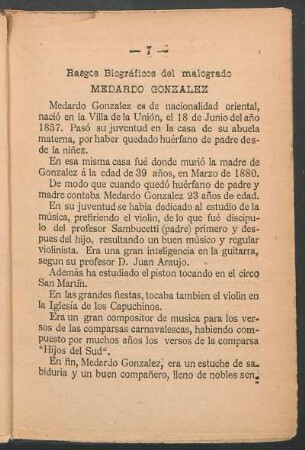 — 7 —
Rasgos Biográficos del malogrado
MEDARDO GONZALEZ
Medardo Gonzalez es de nacionalidad oriental,
nació en la Villa de la Unión, el 18 de Junio del año
1857. Pasó su juventud en la casa de su abuela
materna, por haber quedado huérfano de padre des-
de la niñez.
En esa misma casa fué donde murió la madre de
Gonzalez á la edad de 39 años, en Marzo de 1880.
De modo que cuando quedó huérfano de padre y
madre contaba Medardo Gonzalez 23 años de edad.
En su juventud se habia dedicado al estudio de la
música, prefiriendo el violin, de lo que fué discipu-
lo del profesor Sambucetti (padre) primero y des-
pues del hijo, resultando un buen músico y regular
violinista. Era una gran inteligencia en la guitarra,
segun su profesor D. Juan Araujo.
Además ha estudiado el piston tocando en el circo
San Martín.
En las grandes fiestas, tocaba tambien el violin en
la Iglesia de los Capuchinos.
Era un gran compositor de musica para los ver-
sos de las comparsas carnavalescas, habiendo com-
puesto por muchos años los versos de la comparsa
"Hijos del Sud".
En fin, Medardo Gonzalez, era un estuche de sa-
biduria y un buen compañero, lleno de nobles sen-